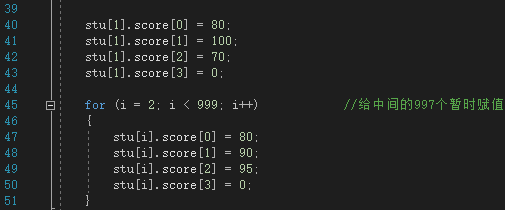 39
40 stu[1].score[0] = 80;
41 stu[1].score[1] = 100;
42 stu[1].score[2] = 70;
43 stu[1].score[3] = 0;
44
45 for (i = 2; i < 999; i++) //给中间的997个暂时赋值
46 {
47 stu[i].score[0] = 80;
48 stu[i].score[1] = 90;
49 stu[i].score[2] = 95;
50 stu[i].score[3] = 0;
51 }